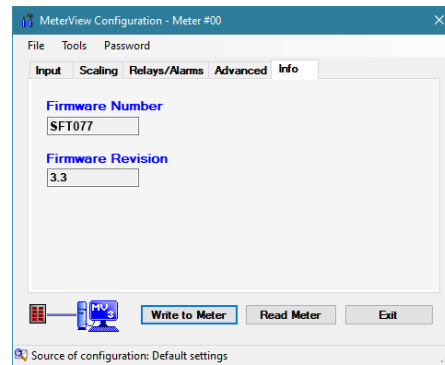 MeterView Configuration - Meter #00
File Tools Password
Input Scaling Relays/Alarms Advanced Info
Firmware Number
SFT077
Firmware Revision
3.3
MV
3
Write to Meter Read Meter Exit
Source of configuration: Default settings